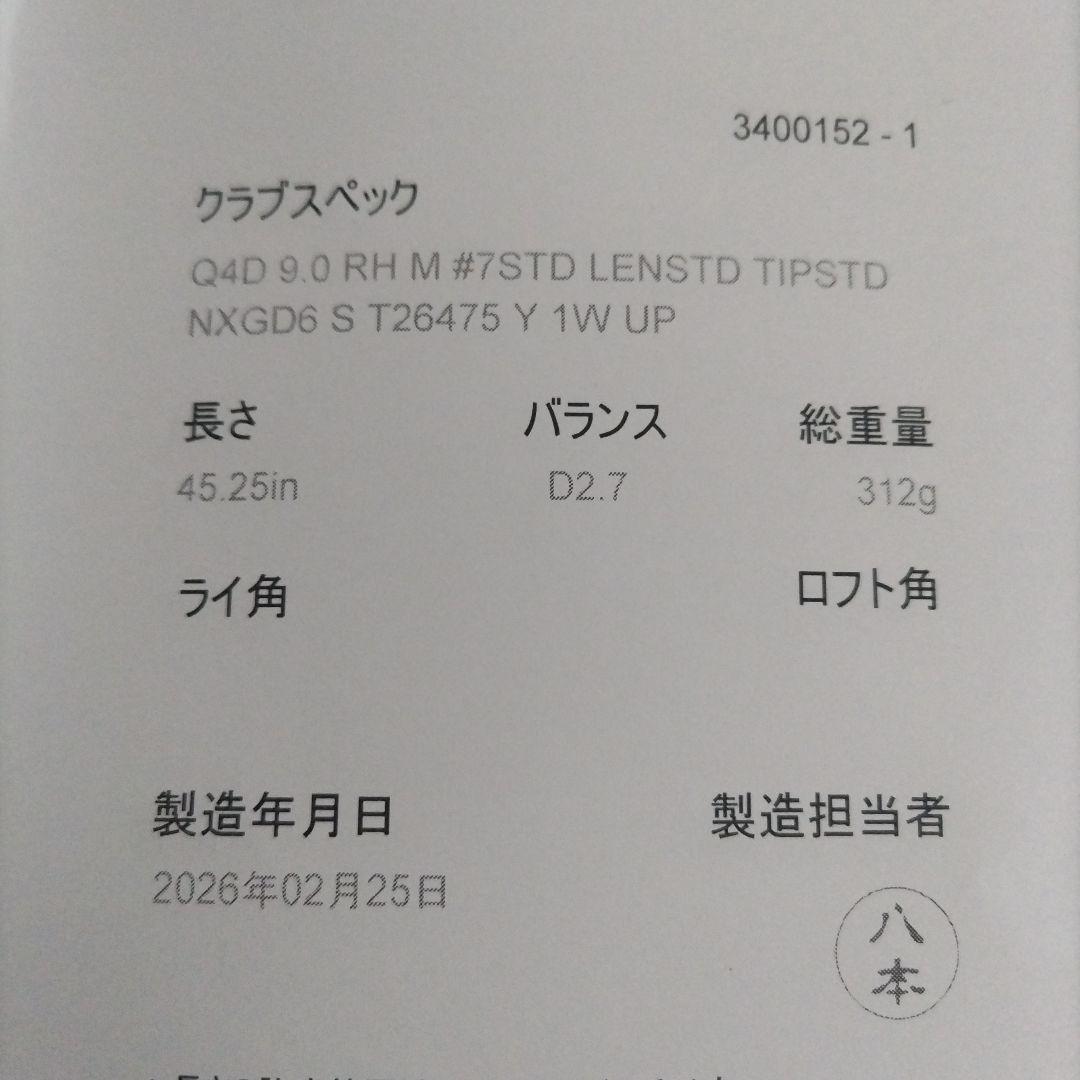 3400152 - 1
クラブスペック
Q4D 9.0 RH M #7STD LENSTD TIPSTD
NXGD6 S T26475 Y 1W UP
長さ バランス 総重量
45.25in D2.7 312g
ライ角 ロフト角
製造年月日 製造担当者
2026年02月25日
八本